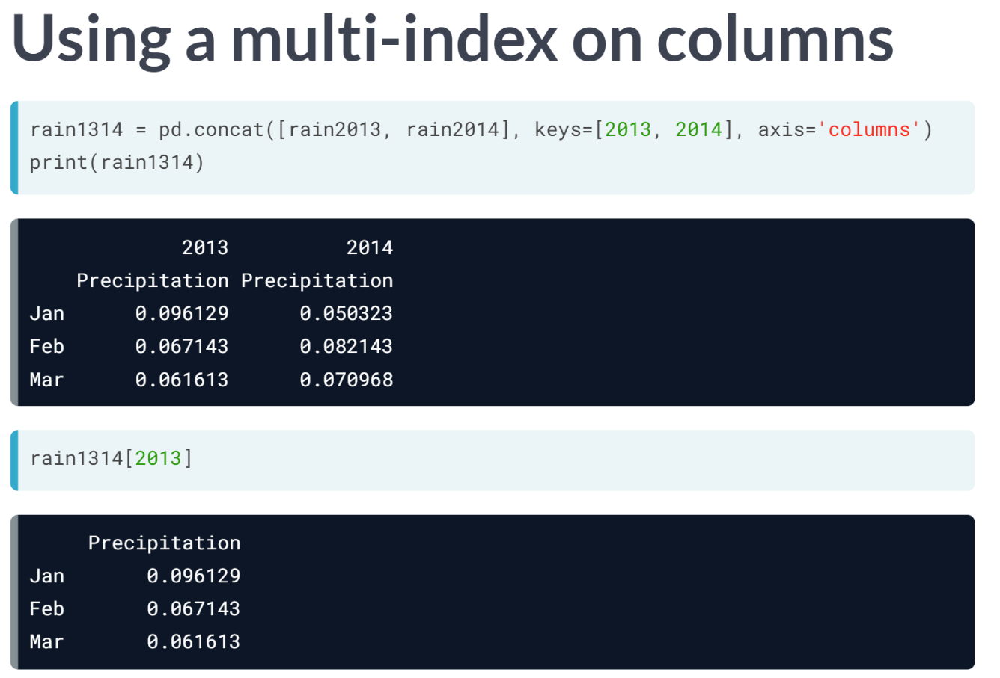 Using a multi-index on columns
rain1314 = pd.concat([rain2013, rain2014], keys=[2013, 2014], axis='columns')
print(rain1314)
2013 2014
Precipitation Precipitation
Jan 0.096129 0.050323
Feb 0.067143 0.082143
Mar 0.061613 0.070968
rain1314[2013]
Precipitation
Jan 0.096129
Feb 0.067143
Mar 0.061613